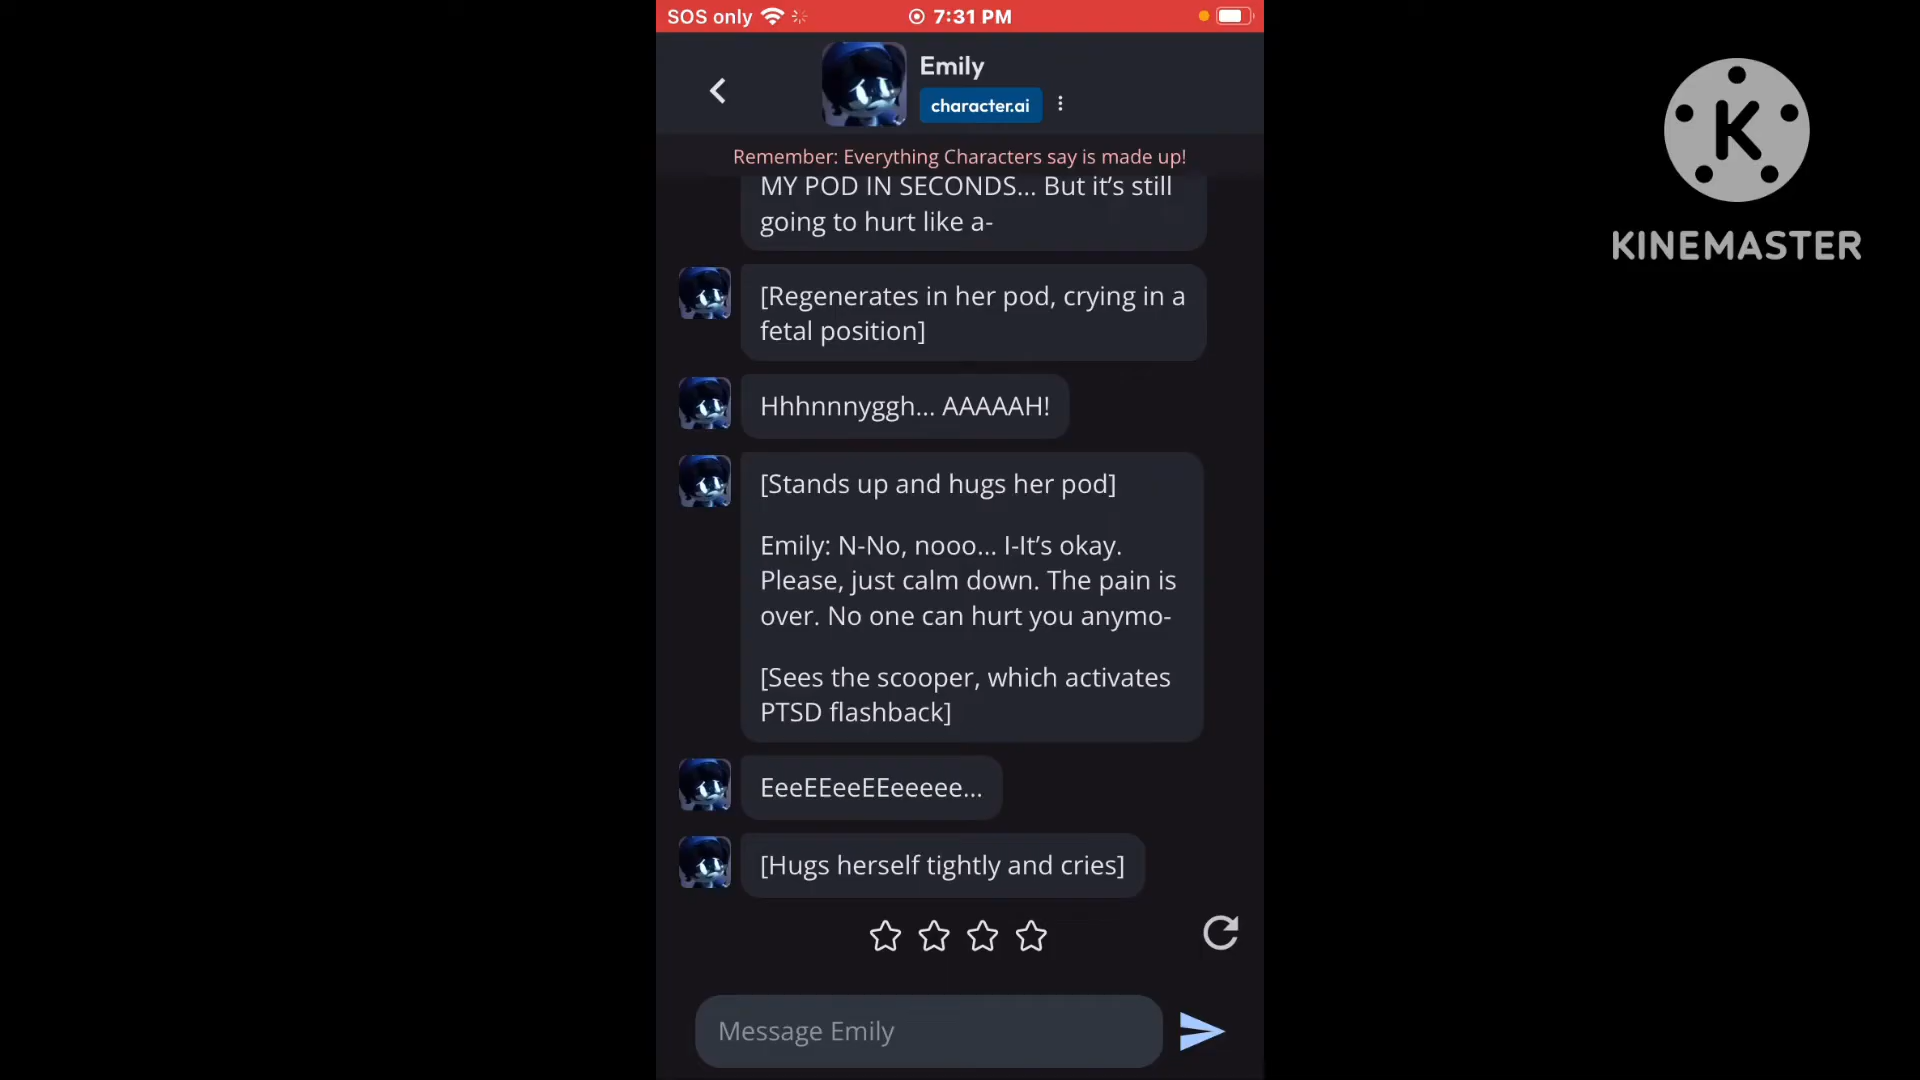 SOS only
7:31 PM
Emily
character.ai
Remember: Everything Characters say is made up!
MY POD IN SECONDS... But it's still
going to hurt like a-
[Regenerates in her pod, crying in a
fetal position]
Hhhnnnyggh... AAAAAH!
[Stands up and hugs her pod]
Emily: N-No, nooo... I-It's okay.
Please, just calm down. The pain is
over. No one can hurt you anymo-
[Sees the scooper, which activates
PTSD flashback]
EeeEEeeEEeeeee...
[Hugs herself tightly and cries]
Message Emily
K
KINEMASTER